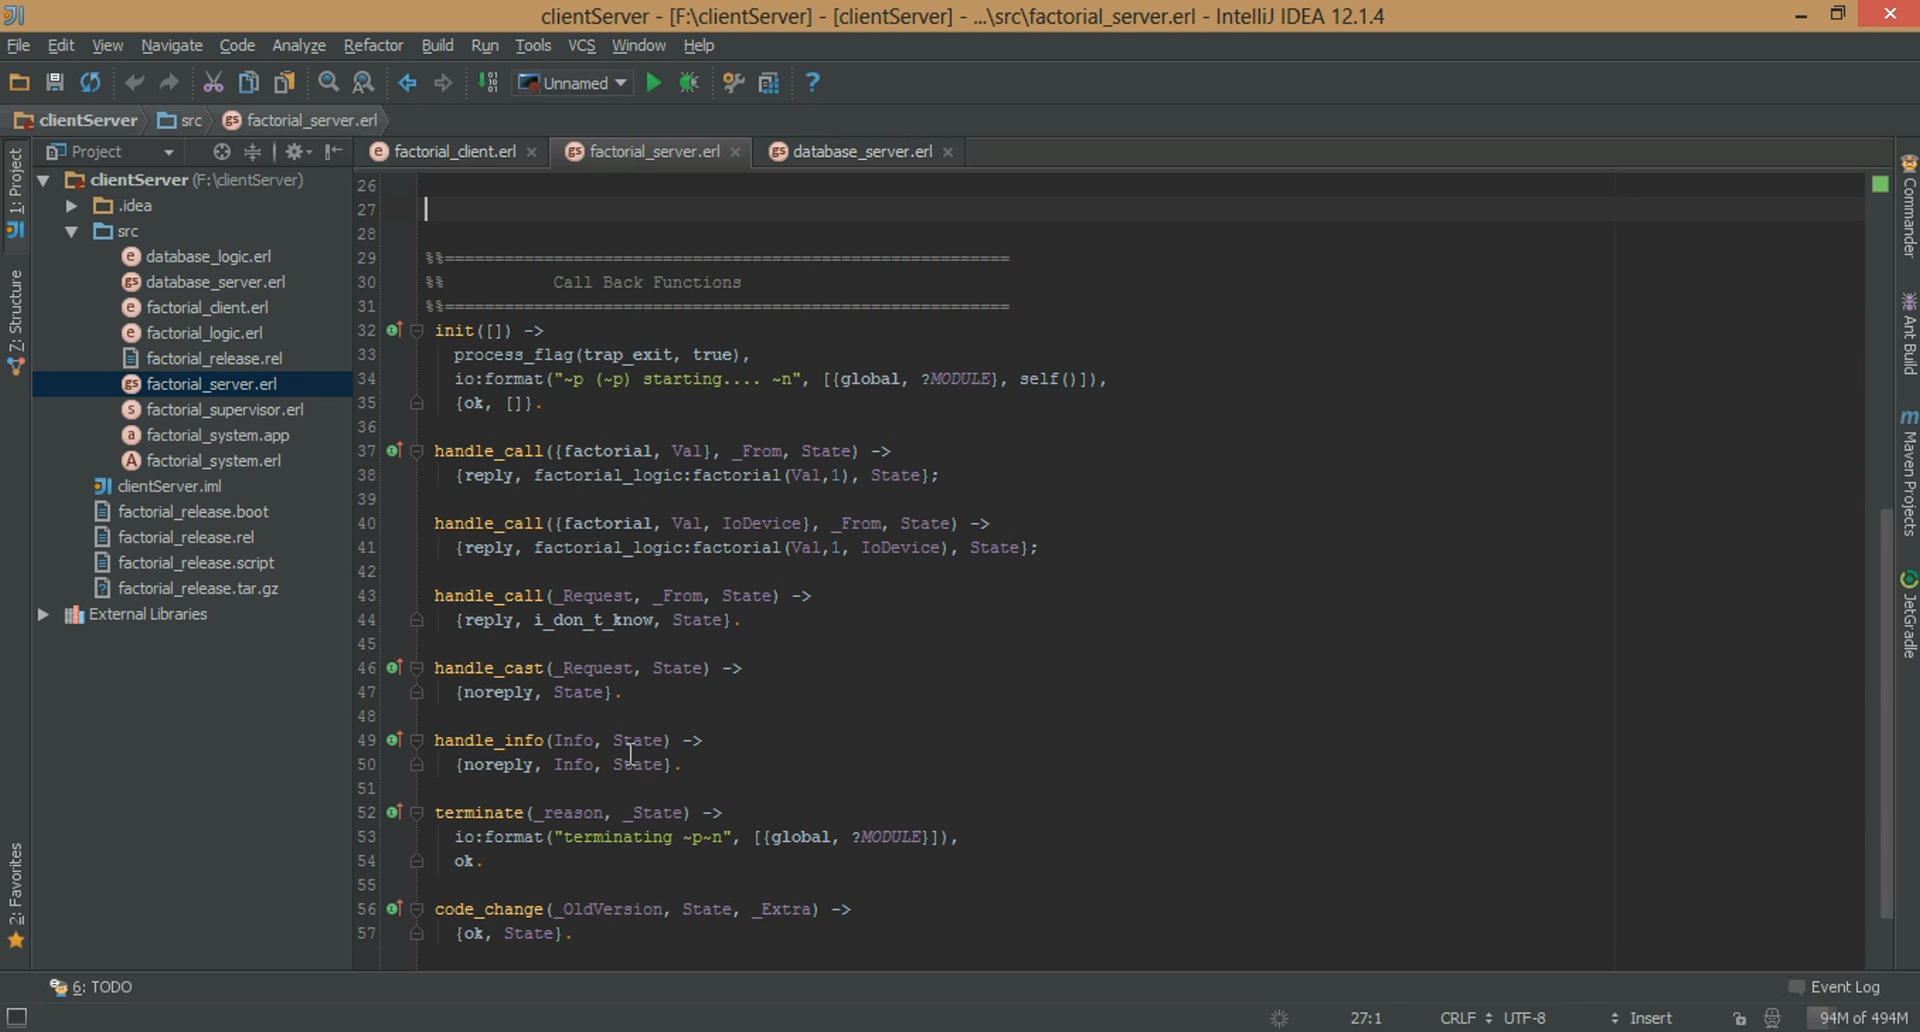 clientServer - [F:\clientServer] - [clientServer] - ...\src\factorial_server.erl - IntelliJ IDEA 12.1.4
File Edit View Navigate Code Analyze Refactor Build Run Tools VCS Window Help
Unnamed
clientServer src factorial_server.erl
1: Project
7: Structure
2: Favorites
Project
clientServer (F:\clientServer)
.idea
src
database_logic.erl
database_server.erl
factorial_client.erl
factorial_logic.erl
factorial_release.rel
factorial_server.erl
factorial_supervisor.erl
factorial_system.app
factorial_system.erl
clientServer.iml
factorial_release.boot
factorial_release.rel
factorial_release.script
factorial_release.tar.gz
External Libraries
factorial_client.erl factorial_server.erl database_server.erl
26
27
28
29 %%=========================================================
30 %% Call Back Functions
31 %%=========================================================
32 init([]) ->
33 process_flag(trap_exit, true),
34 io:format("~p (~p) starting.... ~n", [{global, ?MODULE}, self()]),
35 {ok, []}.
36
37 handle_call({factorial, Val}, _From, State) ->
38 {reply, factorial_logic:factorial(Val,1), State};
39
40 handle_call({factorial, Val, IoDevice}, _From, State) ->
41 {reply, factorial_logic:factorial(Val,1, IoDevice), State};
42
43 handle_call(_Request, _From, State) ->
44 {reply, i_don_t_know, State}.
45
46 handle_cast(_Request, State) ->
47 {noreply, State}.
48
49 handle_info(Info, State) ->
50 {noreply, Info, State}.
51
52 terminate(_reason, _State) ->
53 io:format("terminating ~p~n", [{global, ?MODULE}]),
54 ok.
55
56 code_change(_OldVersion, State, _Extra) ->
57 {ok, State}.
Commander
Ant Build
Maven Projects
JetGradle
6: TODO
Event Log
27:1 CRLF UTF-8 Insert 94M of 494M